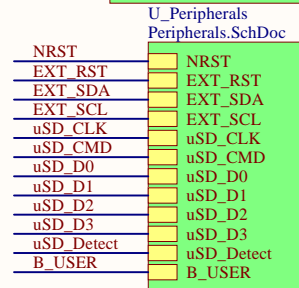 U_Peripherals
Peripherals.SchDoc
NRST NRST
EXT_RST EXT_RST
EXT_SDA EXT_SDA
EXT_SCL EXT_SCL
uSD_CLK uSD_CLK
uSD_CMD uSD_CMD
uSD_D0 uSD_D0
uSD_D1 uSD_D1
uSD_D2 uSD_D2
uSD_D3 uSD_D3
uSD_Detect uSD_Detect
B_USER B_USER